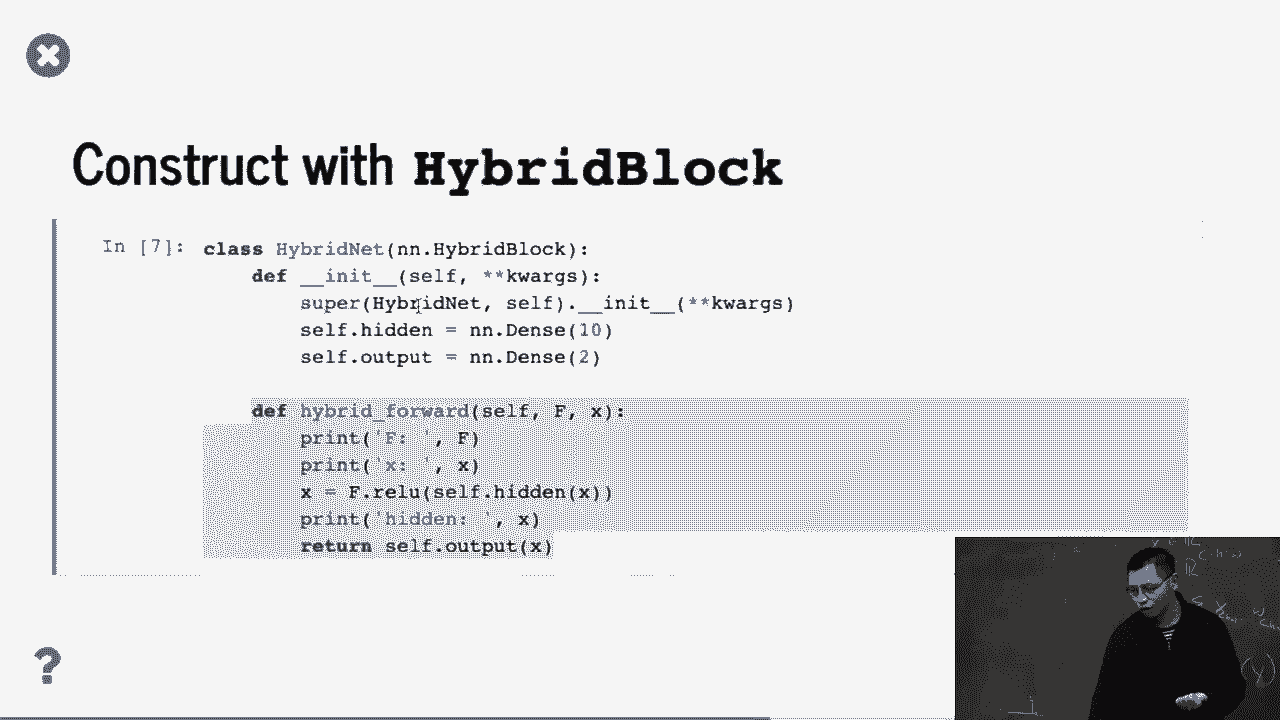 Construct with HybridBlock
In [7]: class HybridNet(nn.HybridBlock):
def __init__(self, **kwargs):
super(HybridNet, self).__init__(**kwargs)
self.hidden = nn.Dense(10)
self.output = nn.Dense(2)
def hybrid_forward(self, F, x):
print('F: ', F)
print('x: ', x)
x = F.relu(self.hidden(x))
print('hidden: ', x)
return self.output(x)
?